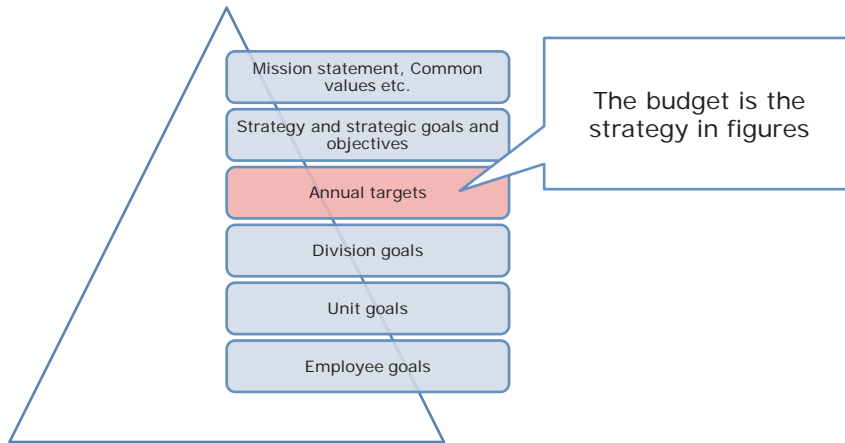 Mission statement, Common
values etc.
The budget is the
strategy in figures
Strategy and strategic goals and
objectives
Annual targets
Division goals
Unit goals
Employee goals